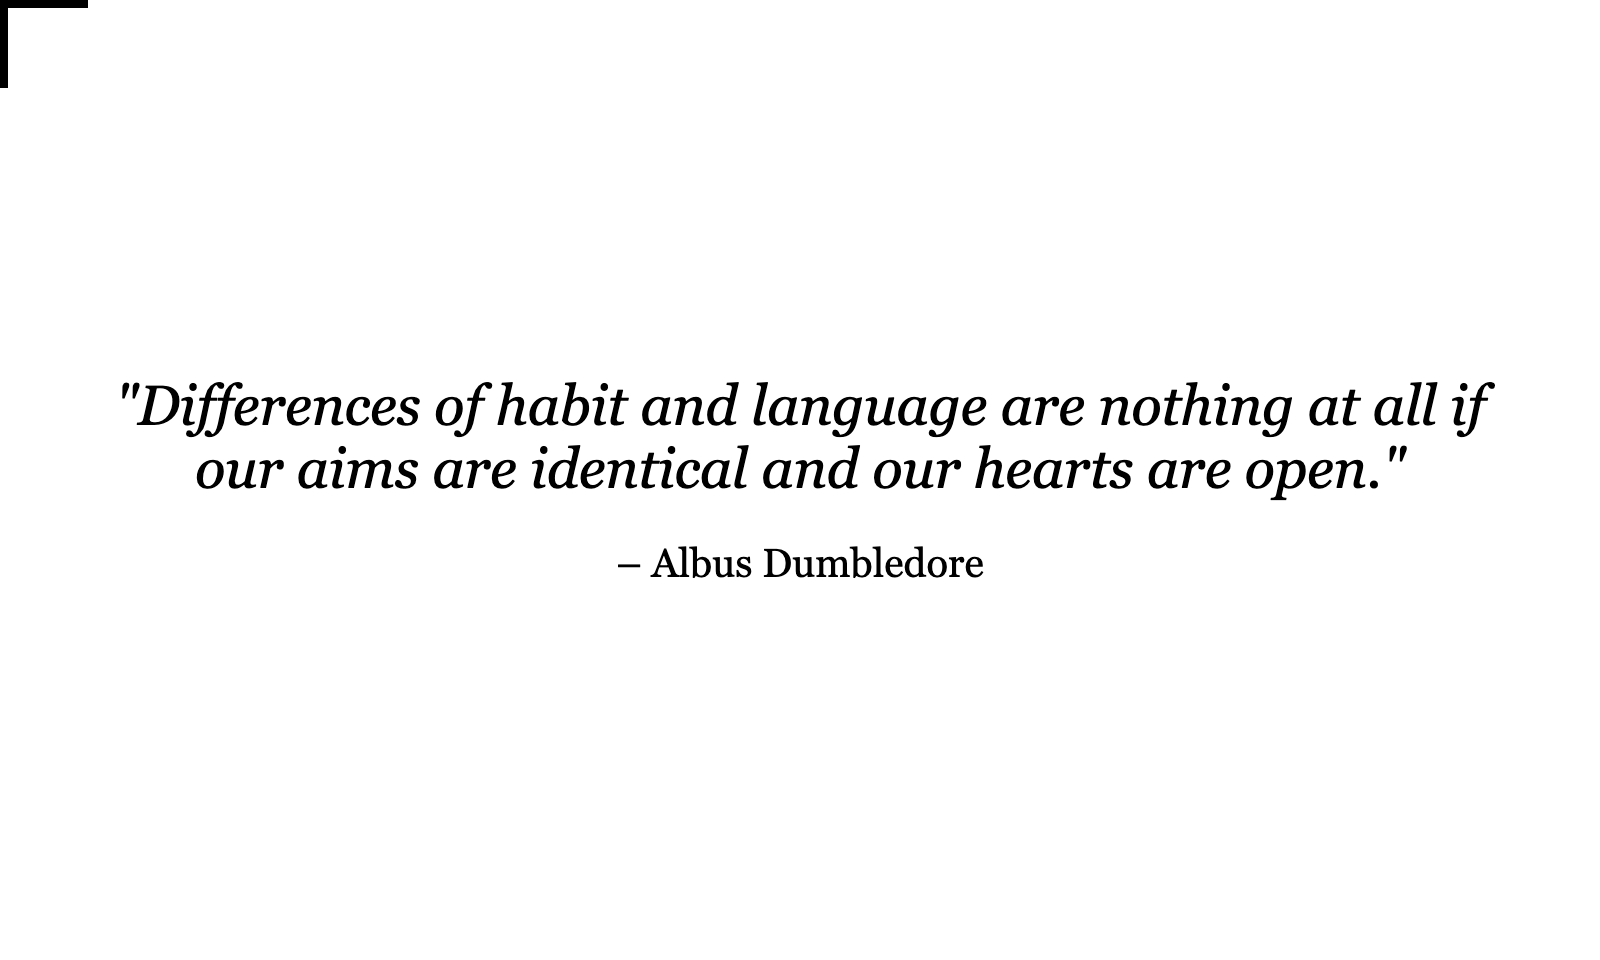 "Differences of habit and language are nothing at all if
our aims are identical and our hearts are open."
– Albus Dumbledore